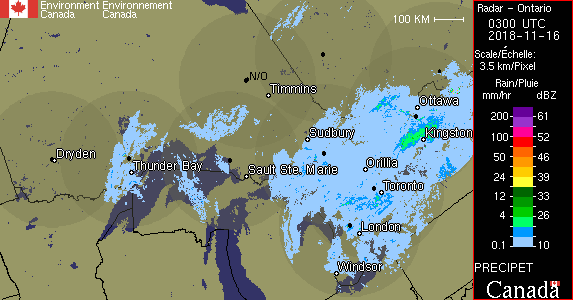 Environment Environnement
Canada Canada
100 KM
N/O
Timmins
Ottawa
Sudbury
Kingston
Dryden
Thunder Bay
Sault Ste. Marie
Orillia
Toronto
London
Windsor
Radar - Ontario
0300 UTC
2018-11-16
Scale/Échelle:
3.5 km/Pixel
Rain/Pluie
mm/hr dBZ
200 61
100 52
50 46
24 39
12 33
4 26
0.1 10
PRECIPET
Canada